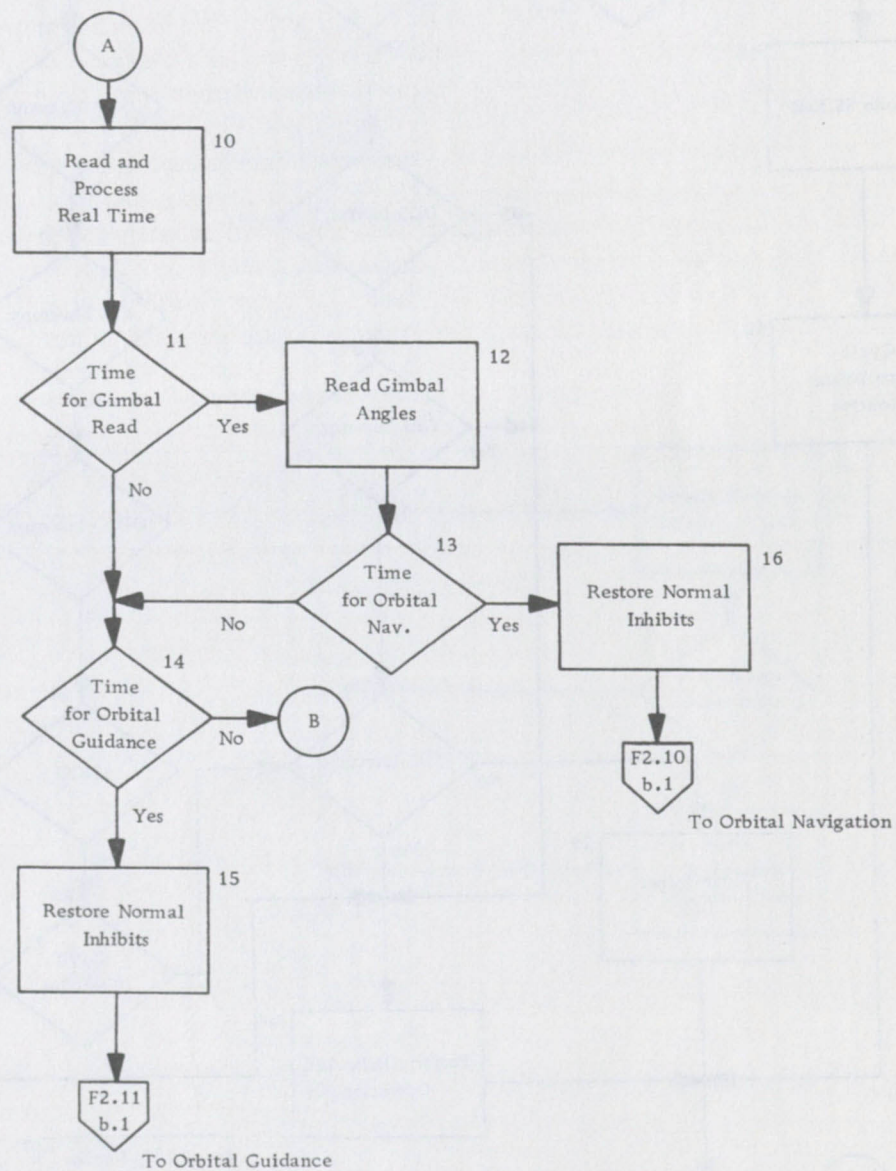 A
10
Read and
Process
Real Time
11
Time
for Gimbal
Read
Yes
No
12
Read Gimbal
Angles
13
Time
for Orbital
Nav.
No
Yes
16
Restore Normal
Inhibits
F2.10
b.1
To Orbital Navigation
14
Time
for Orbital
Guidance
No
B
Yes
15
Restore Normal
Inhibits
F2.11
b.1
To Orbital Guidance